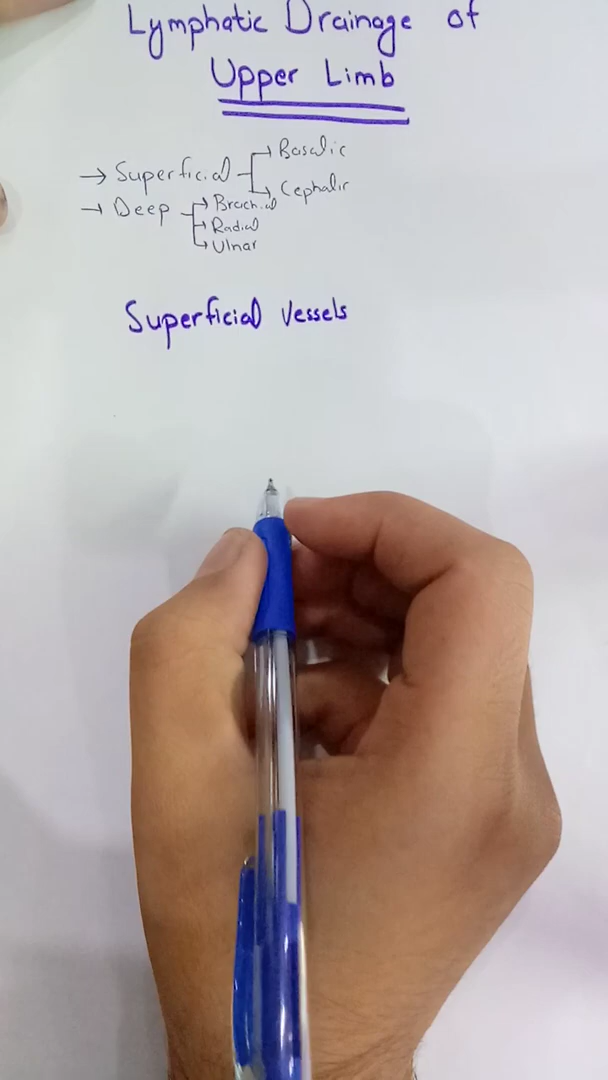 Lymphatic Drainage of
Upper Limb
→ Superficial → Basalic
→ Cephalic
→ Deep → Brachial
→ Radial
→ Ulnar
Superficial Vessels